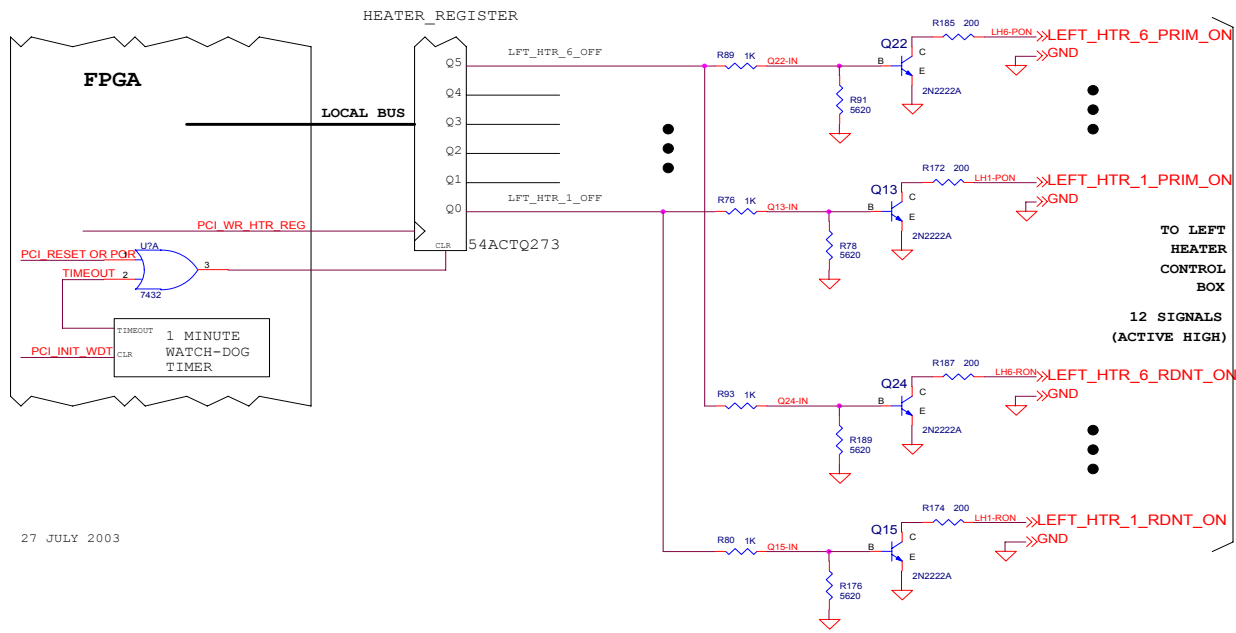 HEATER_REGISTER
FPGA
LOCAL BUS
Q5
Q4
Q3
Q2
Q1
Q0
CLR
54ACTQ273
LFT_HTR_6_OFF
LFT_HTR_1_OFF
PCI_WR_HTR_REG
PCI_RESET OR POR
TIMEOUT
U?A
1
2
3
7432
TIMEOUT
CLR
1 MINUTE
WATCH-DOG
TIMER
PCI_INIT_WDT
27 JULY 2003
R89 1K
Q22-IN
R91
5620
Q22
B
C
E
2N2222A
R185 200
LH6-PON
LEFT_HTR_6_PRIM_ON
GND
R76 1K
Q13-IN
R78
5620
Q13
B
C
E
2N2222A
R172 200
LH1-PON
LEFT_HTR_1_PRIM_ON
GND
TO LEFT
HEATER
CONTROL
BOX
12 SIGNALS
(ACTIVE HIGH)
R93 1K
Q24-IN
R189
5620
Q24
B
C
E
2N2222A
R187 200
LH6-RON
LEFT_HTR_6_RDNT_ON
GND
R80 1K
Q15-IN
R176
5620
Q15
B
C
E
2N2222A
R174 200
LH1-RON
LEFT_HTR_1_RDNT_ON
GND